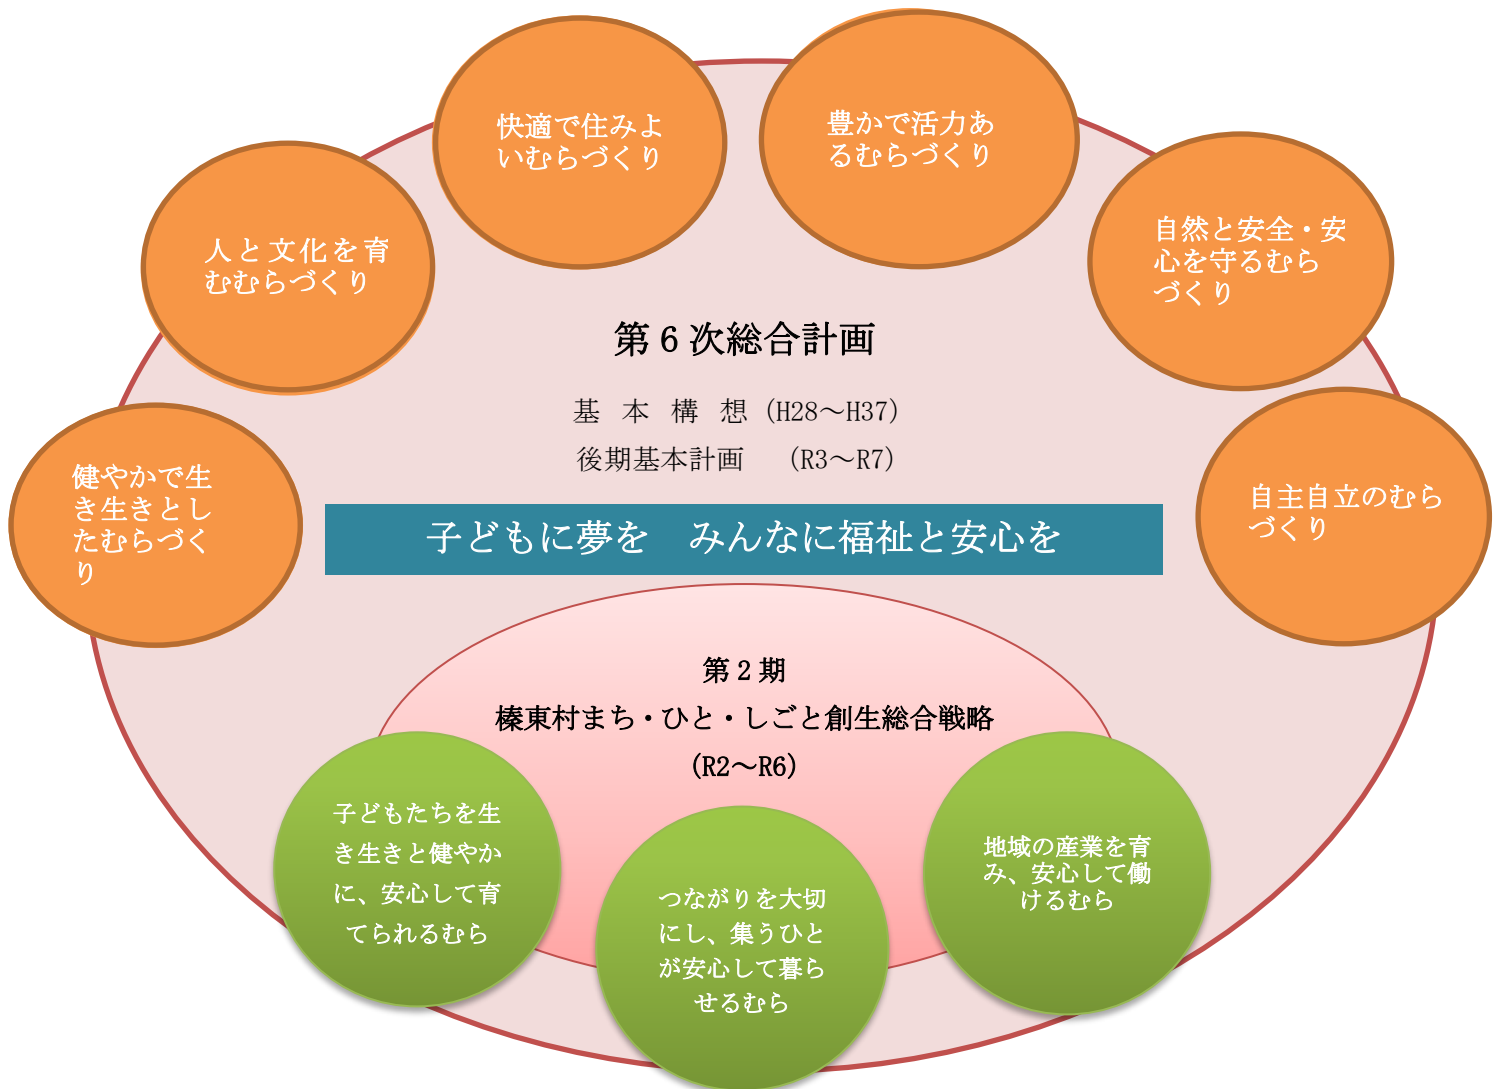 快適で住みよ
いむらづくり
豊かで活力あ
るむらづくり
人と文化を育
むむらづくり
自然と安全・安
心を守るむら
づくり
第6次総合計画
基本構想（H28～H37）
後期基本計画　（R3～R7）
健やかで生
き生きとし
たむらづく
り
自主自立のむら
づくり
子どもに夢を　みんなに福祉と安心を
第2期
榛東村まち・ひと・しごと創生総合戦略
（R2～R6）
子どもたちを生
き生きと健やか
に、安心して育
てられるむら
つながりを大切
にし、集うひと
が安心して暮ら
せるむら
地域の産業を育
み、安心して働
けるむら